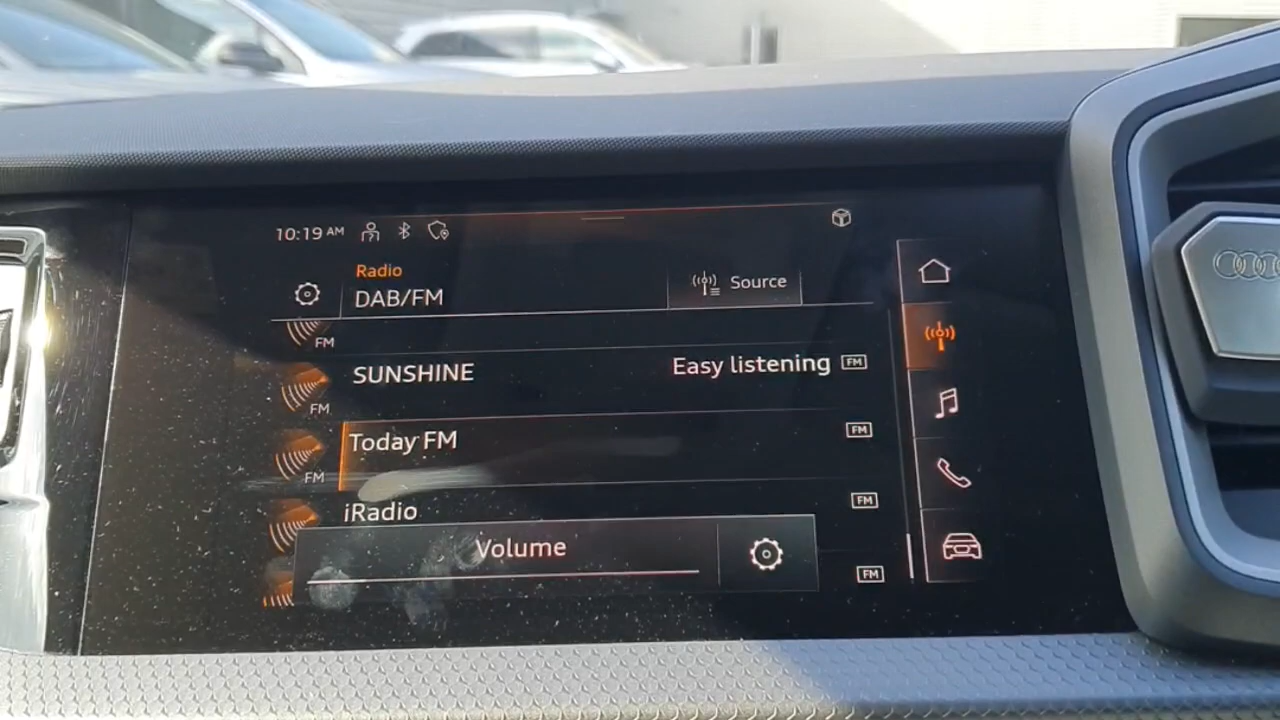 10:19 AM
Radio
DAB/FM
Source
FM
SUNSHINE
Easy listening FM
FM
Today FM
FM
FM
iRadio
FM
Volume
FM